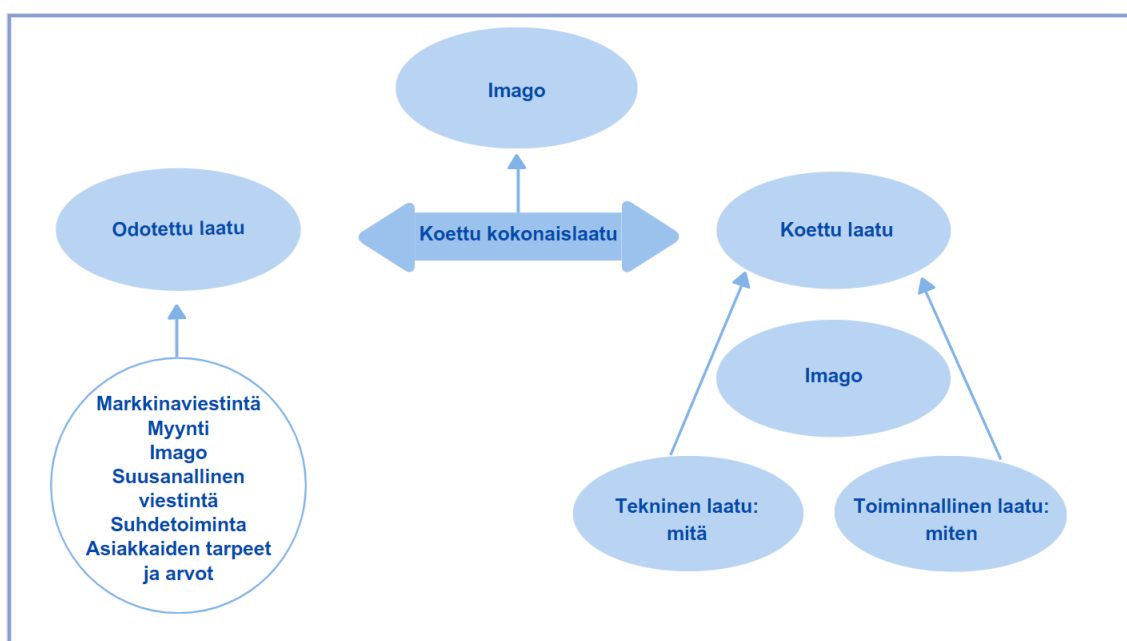 Imago
Odotettu laatu
Koettu kokonaislaatu
Koettu laatu
Markkinaviestintä
Myynti
Imago
Suusanallinen
viestintä
Suhdetoiminta
Asiakkaiden tarpeet
ja arvot
Imago
Tekninen laatu:
mitä
Toiminnallinen laatu:
miten